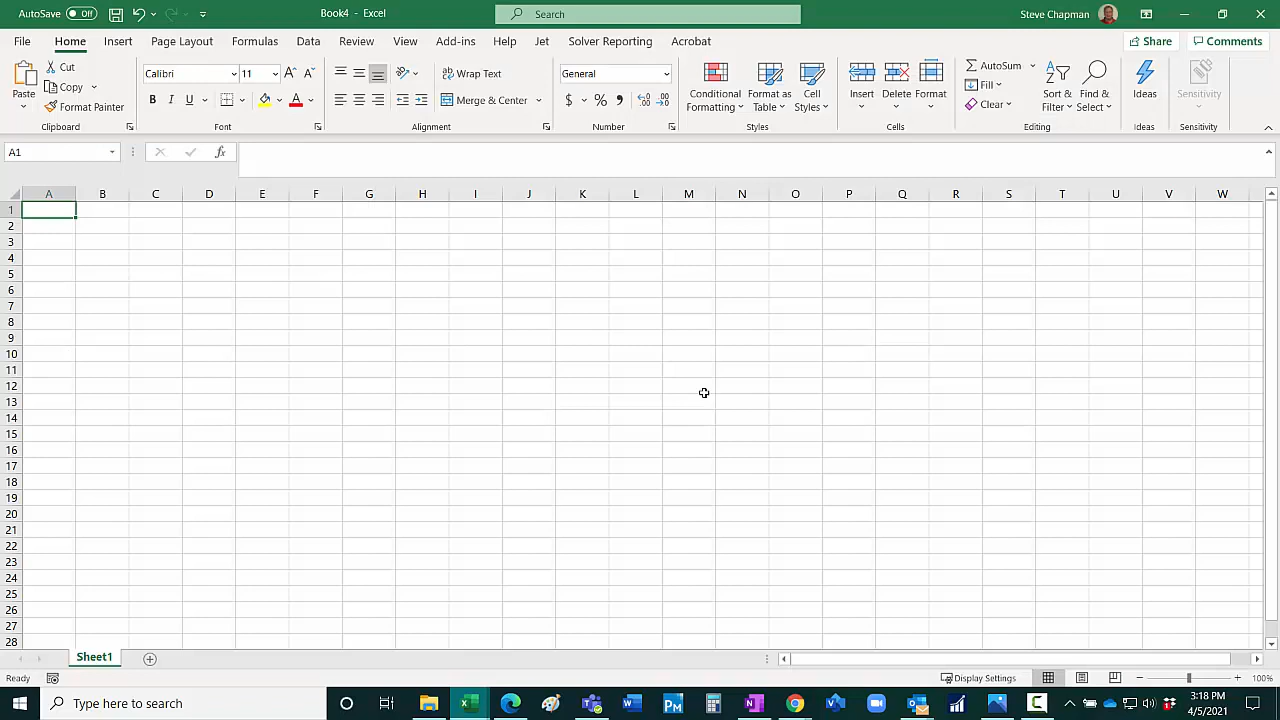 AutoSave Off Book4 - Excel Search Steve Chapman
File Home Insert Page Layout Formulas Data Review View Add-ins Help Jet Solver Reporting Acrobat Share Comments
Paste Cut Copy Format Painter Clipboard
Calibri 11 B I U A Font
Wrap Text Merge & Center Alignment
General $ % , Number
Conditional Formatting Format as Table Cell Styles Styles
Insert Delete Format Cells
AutoSum Fill Clear Sort & Filter Find & Select Editing
Ideas Ideas
Sensitivity Sensitivity
A1 fx
A B C D E F G H I J K L M N O P Q R S T U V W
1
2
3
4
5
6
7
8
9
10
11
12
13
14
15
16
17
18
19
20
21
22
23
24
25
26
27
28
Sheet1
Ready Display Settings 100%
Type here to search 3:18 PM
4/5/2021